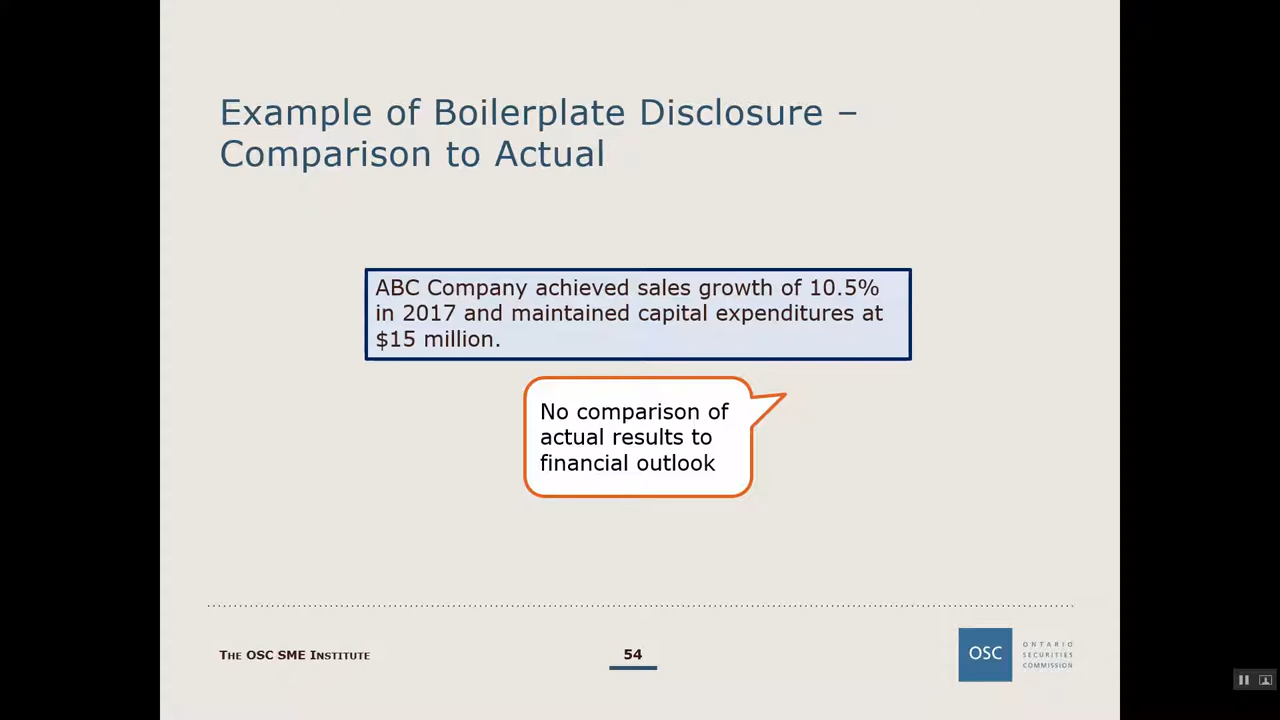 Example of Boilerplate Disclosure –
Comparison to Actual
ABC Company achieved sales growth of 10.5%
in 2017 and maintained capital expenditures at
$15 million.
No comparison of
actual results to
financial outlook
THE OSC SME INSTITUTE
54
OSC
ONTARIO
SECURITIES
COMMISSION